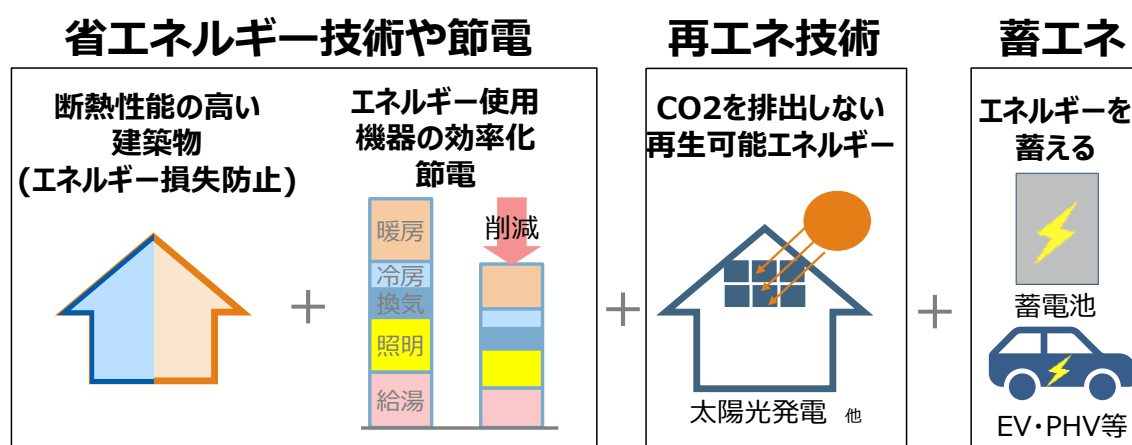 省エネルギー技術や節電
再エネ技術
蓄エネ
断熱性能の高い
建築物
(エネルギー損失防止)
エネルギー使用
機器の効率化
節電
暖房
冷房
換気
照明
給湯
削減
CO2を排出しない
再生可能エネルギー
太陽光発電 他
エネルギーを
蓄える
蓄電池
EV・PHV等